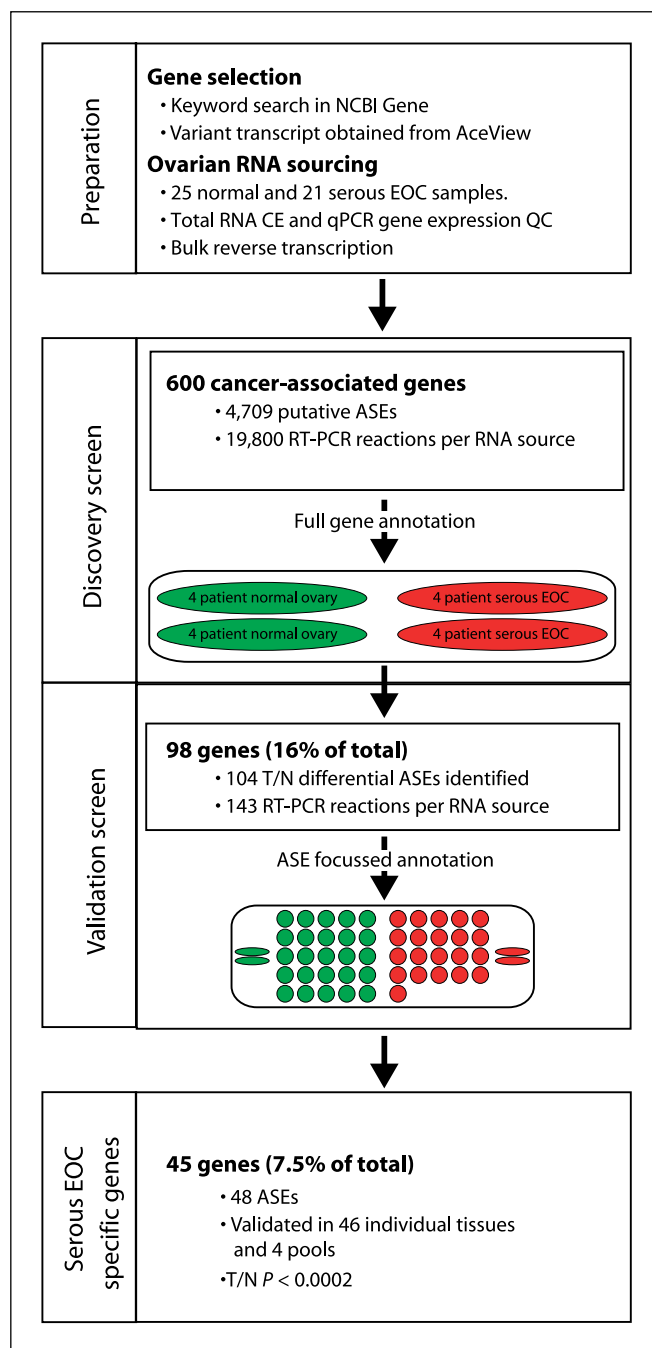 Preparation
Gene selection
• Keyword search in NCBI Gene
• Variant transcript obtained from AceView
Ovarian RNA sourcing
• 25 normal and 21 serous EOC samples.
• Total RNA CE and qPCR gene expression QC
• Bulk reverse transcription
Discovery screen
600 cancer-associated genes
• 4,709 putative ASEs
• 19,800 RT-PCR reactions per RNA source
Full gene annotation
4 patient normal ovary
4 patient serous EOC
4 patient normal ovary
4 patient serous EOC
Validation screen
98 genes (16% of total)
• 104 T/N differential ASEs identified
• 143 RT-PCR reactions per RNA source
ASE focussed annotation
Serous EOC
specific genes
45 genes (7.5% of total)
• 48 ASEs
• Validated in 46 individual tissues
and 4 pools
•T/N P < 0.0002